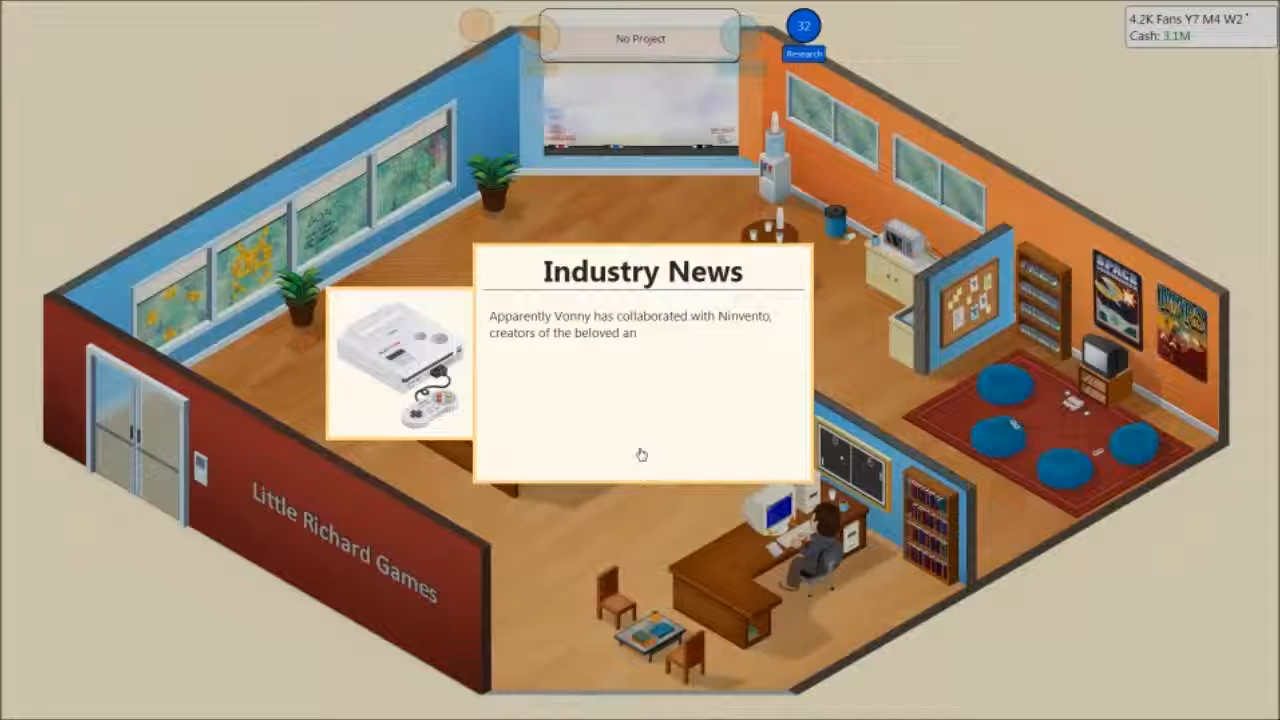 No Project
32
Research
4.2K Fans Y7 M4 W2
Cash: 3.1M
Industry News
Apparently Vonny has collaborated with Ninvento,
creators of the beloved an
SPACE
Little Richard Games